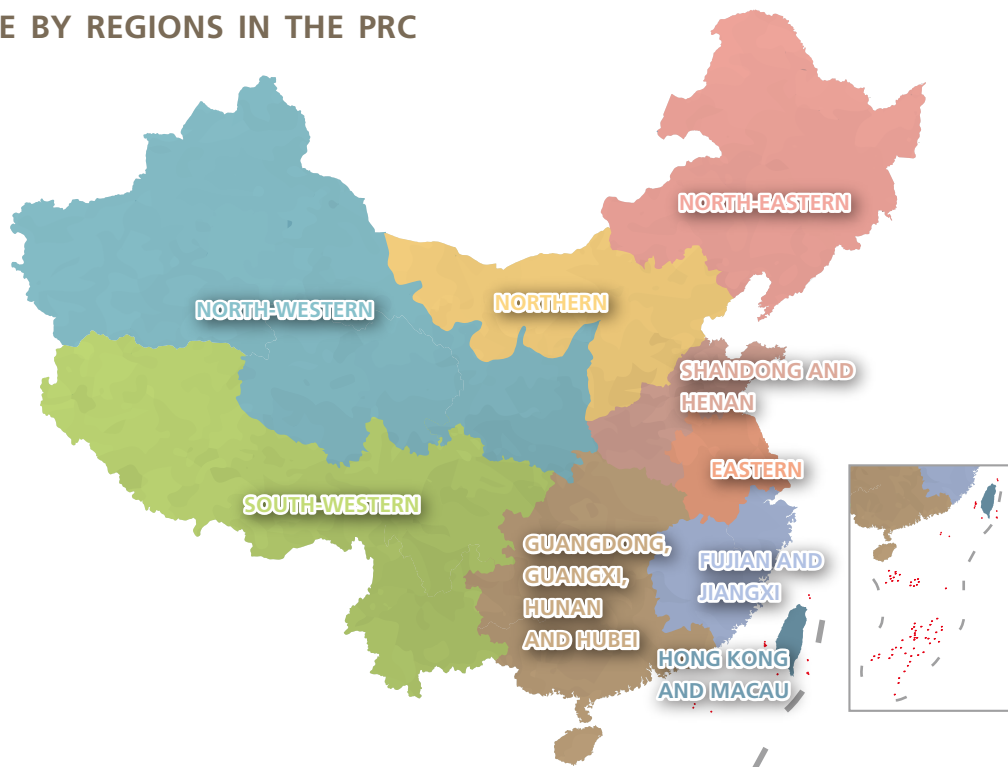 E BY REGIONS IN THE PRC
NORTH-EASTERN
NORTH-WESTERN
NORTHERN
SHANDONG AND
HENAN
EASTERN
SOUTH-WESTERN
GUANGDONG,
GUANGXI,
HUNAN
AND HUBEI
FUJIAN AND
JIANGXI
HONG KONG
AND MACAU